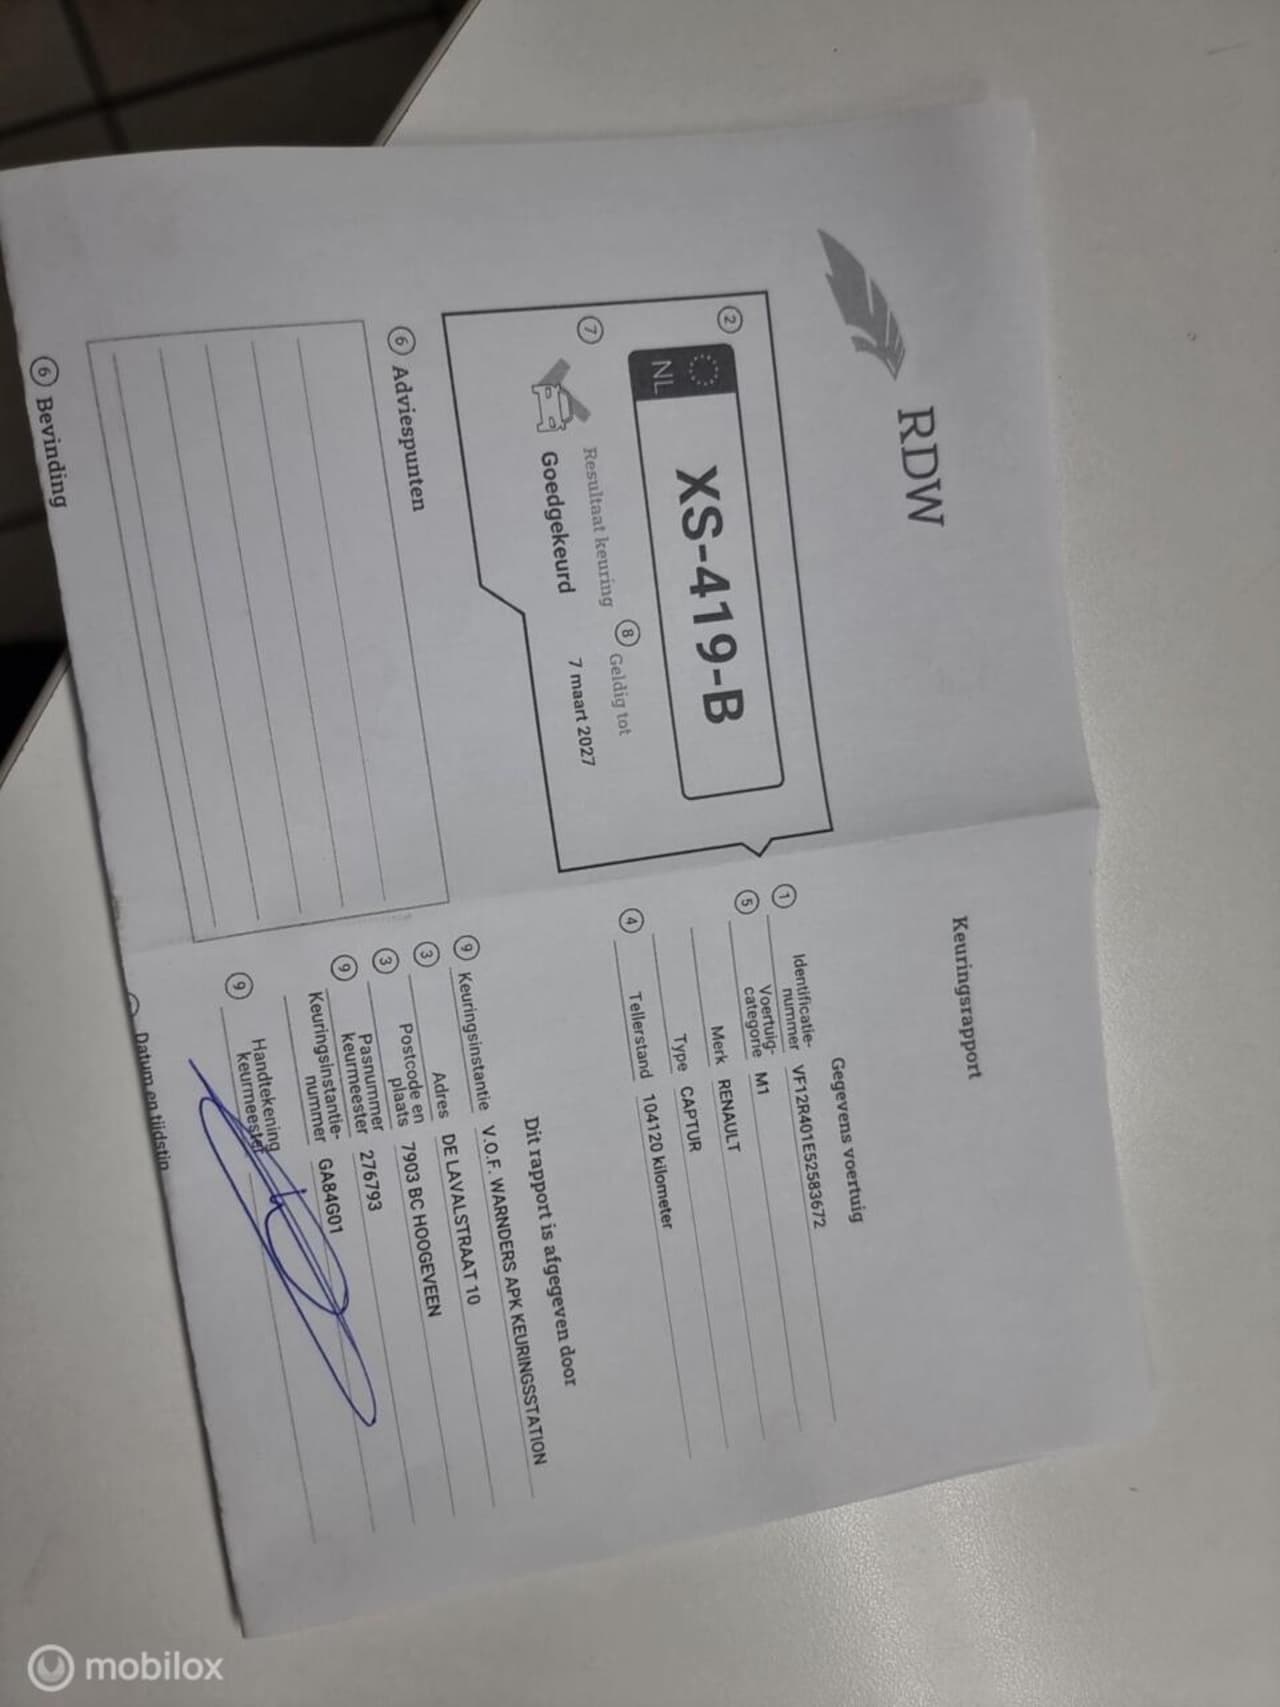 RDW
Keuringsrapport
2
NL
XS-419-B
7 Resultaat keuring
Goedgekeurd
8 Geldig tot
7 maart 2027
6 Adviespunten
6 Bevinding
Gegevens voertuig
1 Identificatie-
nummer VF12R401E52583672
5 Voertuig-
categorie M1
Merk RENAULT
Type CAPTUR
4 Tellerstand 104120 kilometer
Dit rapport is afgegeven door
9 Keuringsinstantie V.O.F. WARNDERS APK KEURINGSSTATION
3 Adres DE LAVALSTRAAT 10
3 Postcode en
plaats 7903 BC HOOGEVEEN
9 Pasnummer
keurmeester 276793
Keuringsinstantie-
nummer GA84G01
9 Handtekening
keurmeester
Datum en tijdstip
mobilox